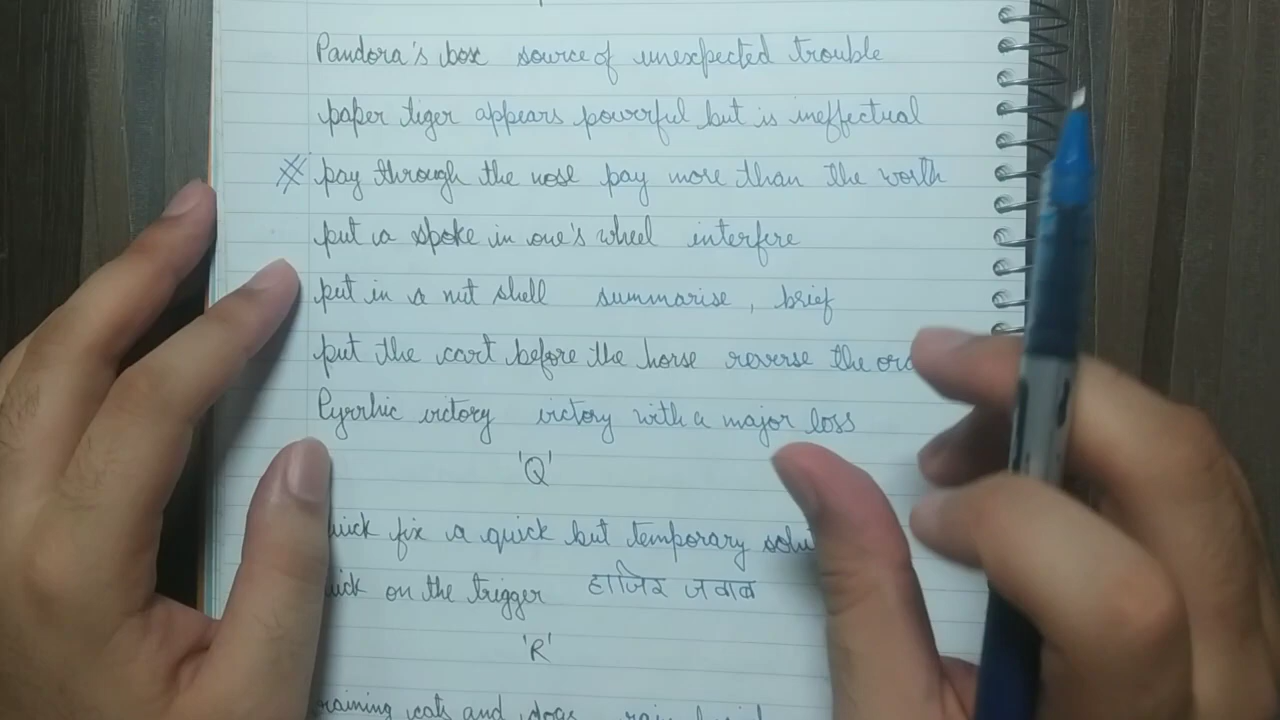 Pandora's box source of unexpected trouble
paper tiger appears powerful but is ineffectual
pay through the nose pay more than the worth
put a spoke in one's wheel interfere
put in a nut shell summarise, brief
put the cart before the horse reverse the
Pyrrhic victory victory with a major loss
'Q'
fix a quick but temporary
on the trigger हाजिर जवाब
'R'
raining cats and dogs